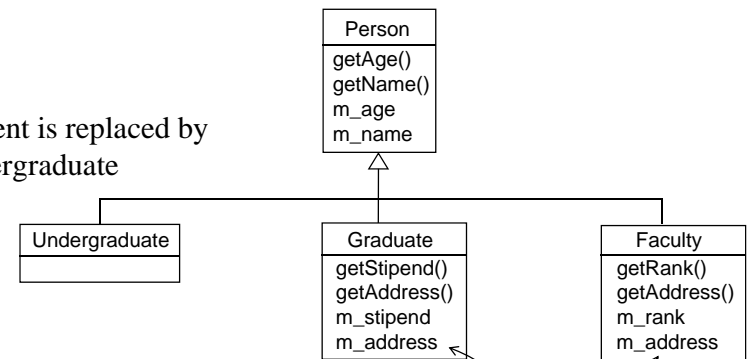 Person
getAge()
getName()
m_age
m_name
ent is replaced by
ergraduate
Undergraduate
Graduate
getStipend()
getAddress()
m_stipend
m_address
Faculty
getRank()
getAddress()
m_rank
m_address